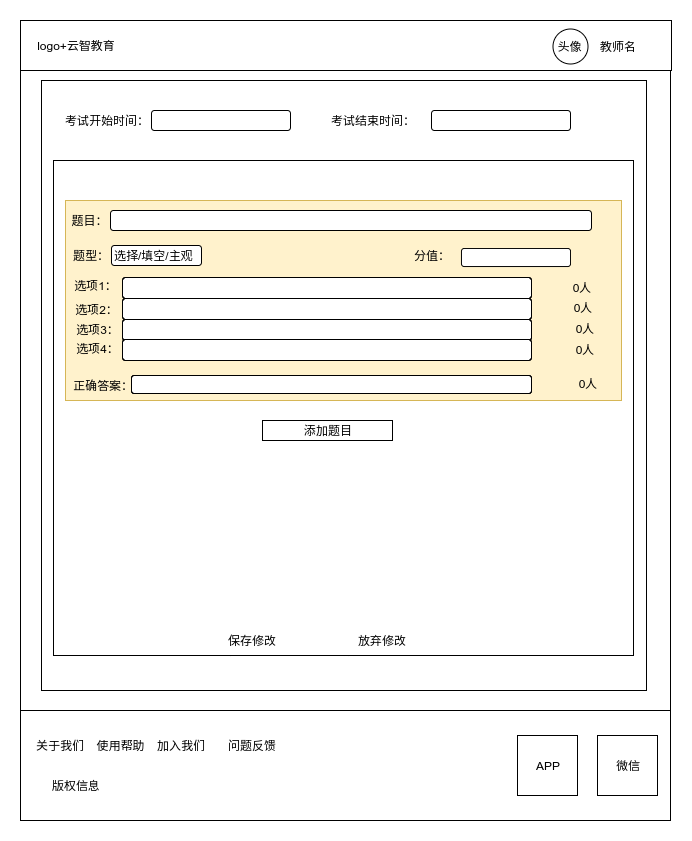 logo+云智教育 头像 教师名
考试开始时间： 考试结束时间：
题目：
题型： 选择/填空/主观 分值：
选项1： 0人
选项2： 0人
选项3： 0人
选项4： 0人
正确答案： 0人
添加题目
保存修改 放弃修改
关于我们 使用帮助 加入我们 问题反馈
APP 微信
版权信息